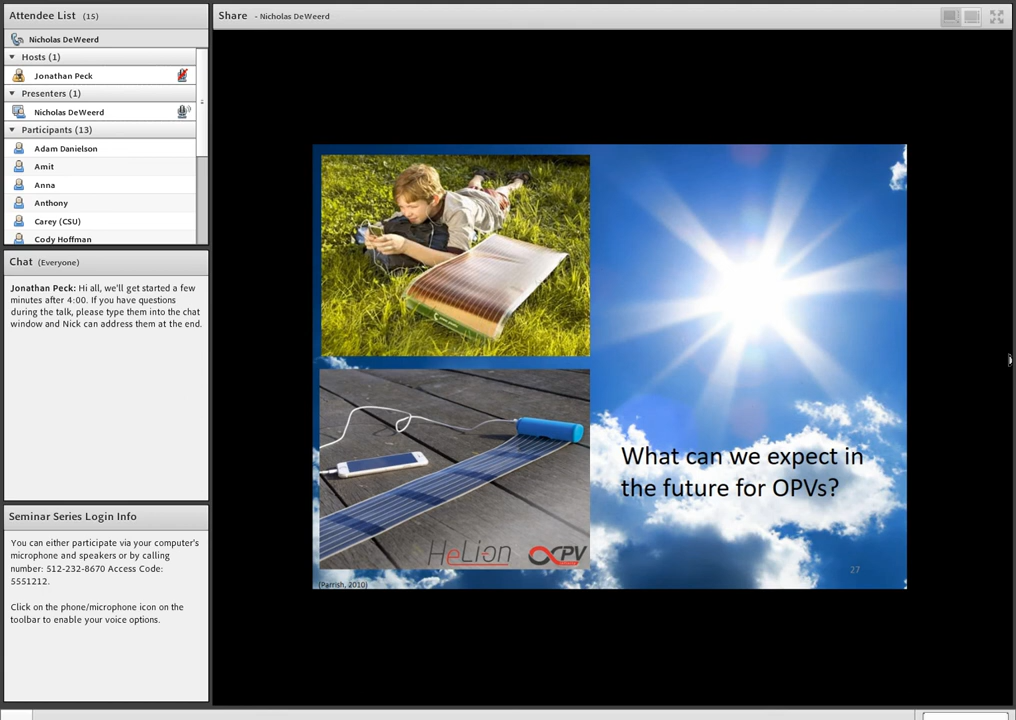 Attendee List (15)
Nicholas DeWeerd
Hosts (1)
Jonathan Peck
Presenters (1)
Nicholas DeWeerd
Participants (13)
Adam Danielson
Amit
Anna
Anthony
Carey (CSU)
Cody Hoffman
Chat (Everyone)
Jonathan Peck: Hi all, we'll get started a few
minutes after 4:00. If you have questions
during the talk, please type them into the chat
window and Nick can address them at the end.
Seminar Series Login Info
You can either participate via your computer's
microphone and speakers or by calling
number: 512-232-8670 Access Code:
5551212.
Click on the phone/microphone icon on the
toolbar to enable your voice options.
Share - Nicholas DeWeerd
What can we expect in
the future for OPVs?
HeLion OPV
(Parrish, 2010)
27